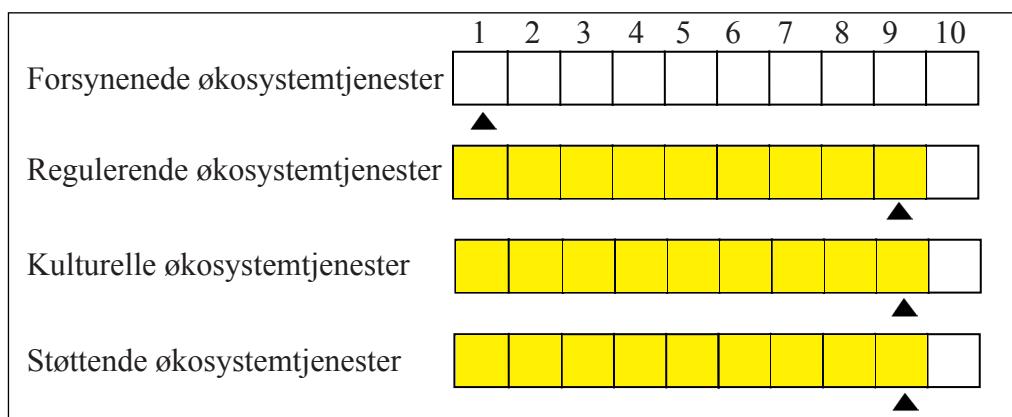 1 2 3 4 5 6 7 8 9 10
Forsynenede økosystemtjenester
Regulerende økosystemtjenester
Kulturelle økosystemtjenester
Støttende økosystemtjenester